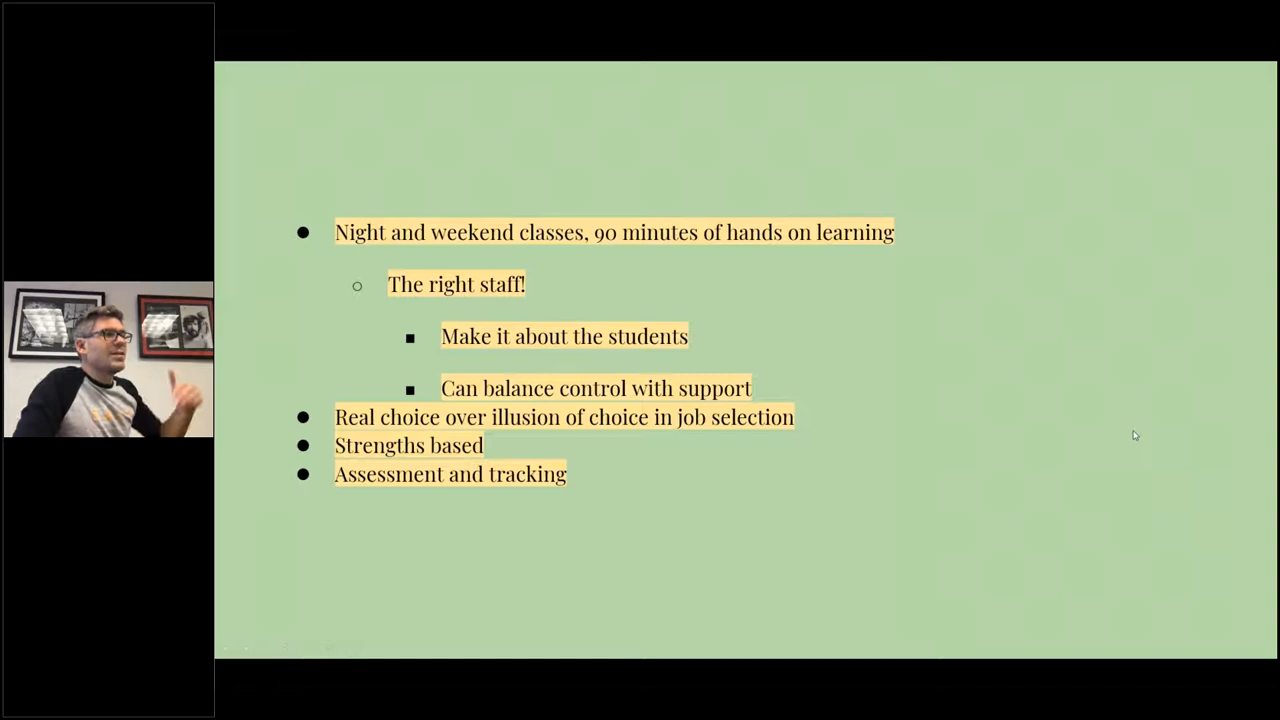 Night and weekend classes, 90 minutes of hands on learning
The right staff!
Make it about the students
Can balance control with support
Real choice over illusion of choice in job selection
Strengths based
Assessment and tracking